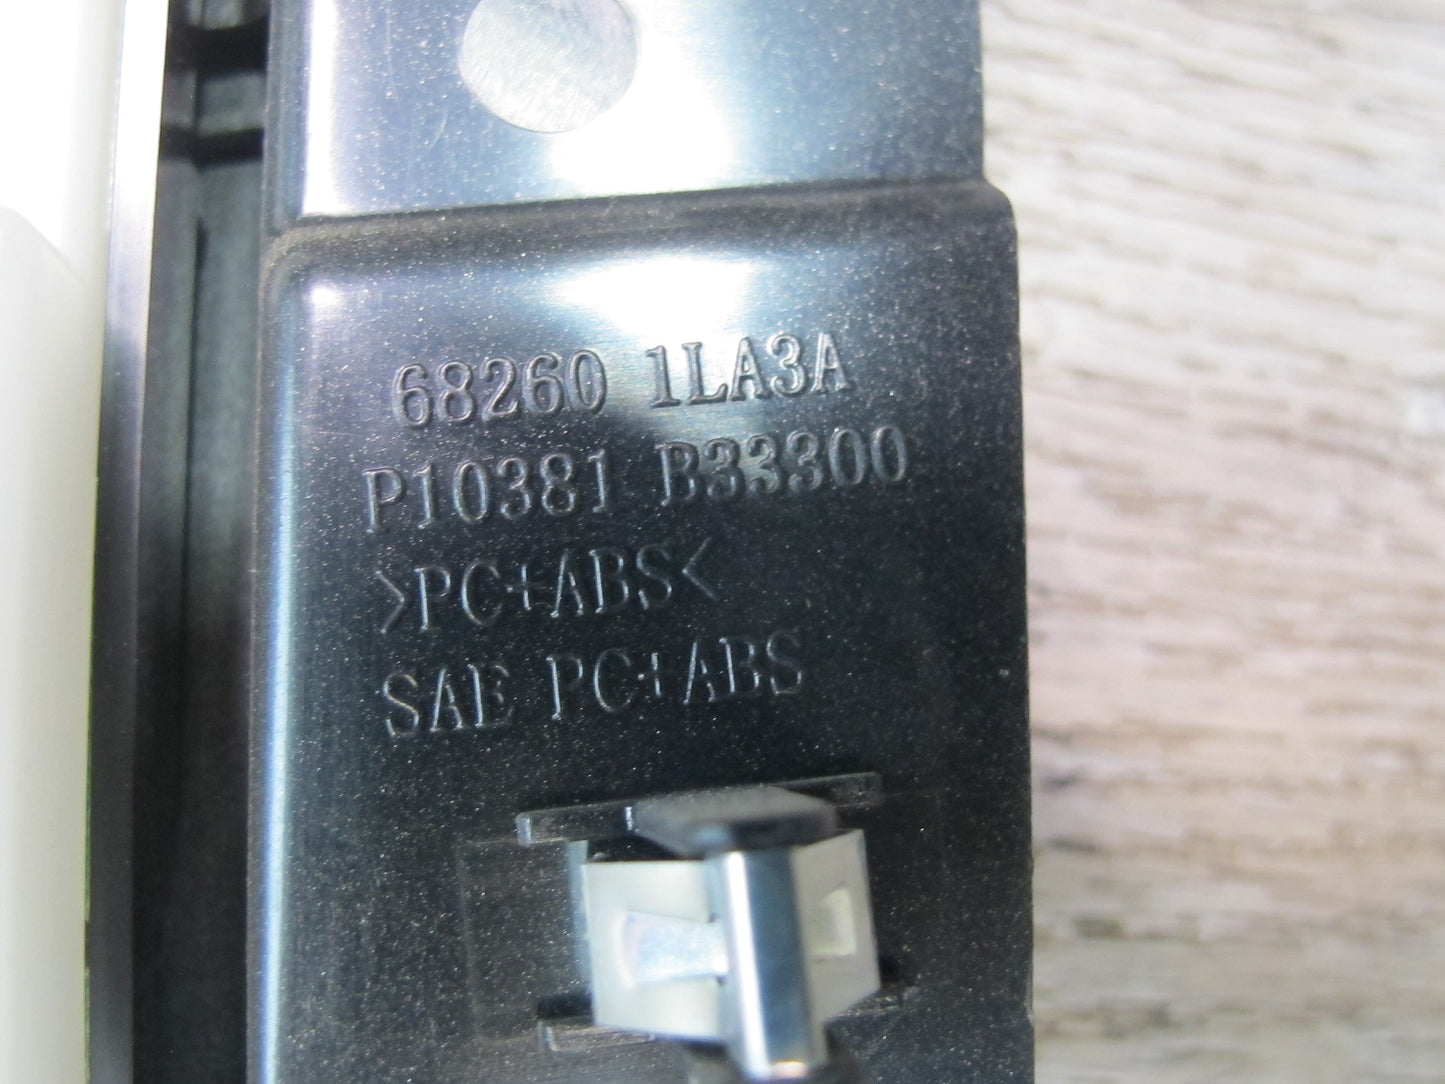 68260 1LA3A
P10381 B33300
>PC+ABS<
SAE PC+ABS